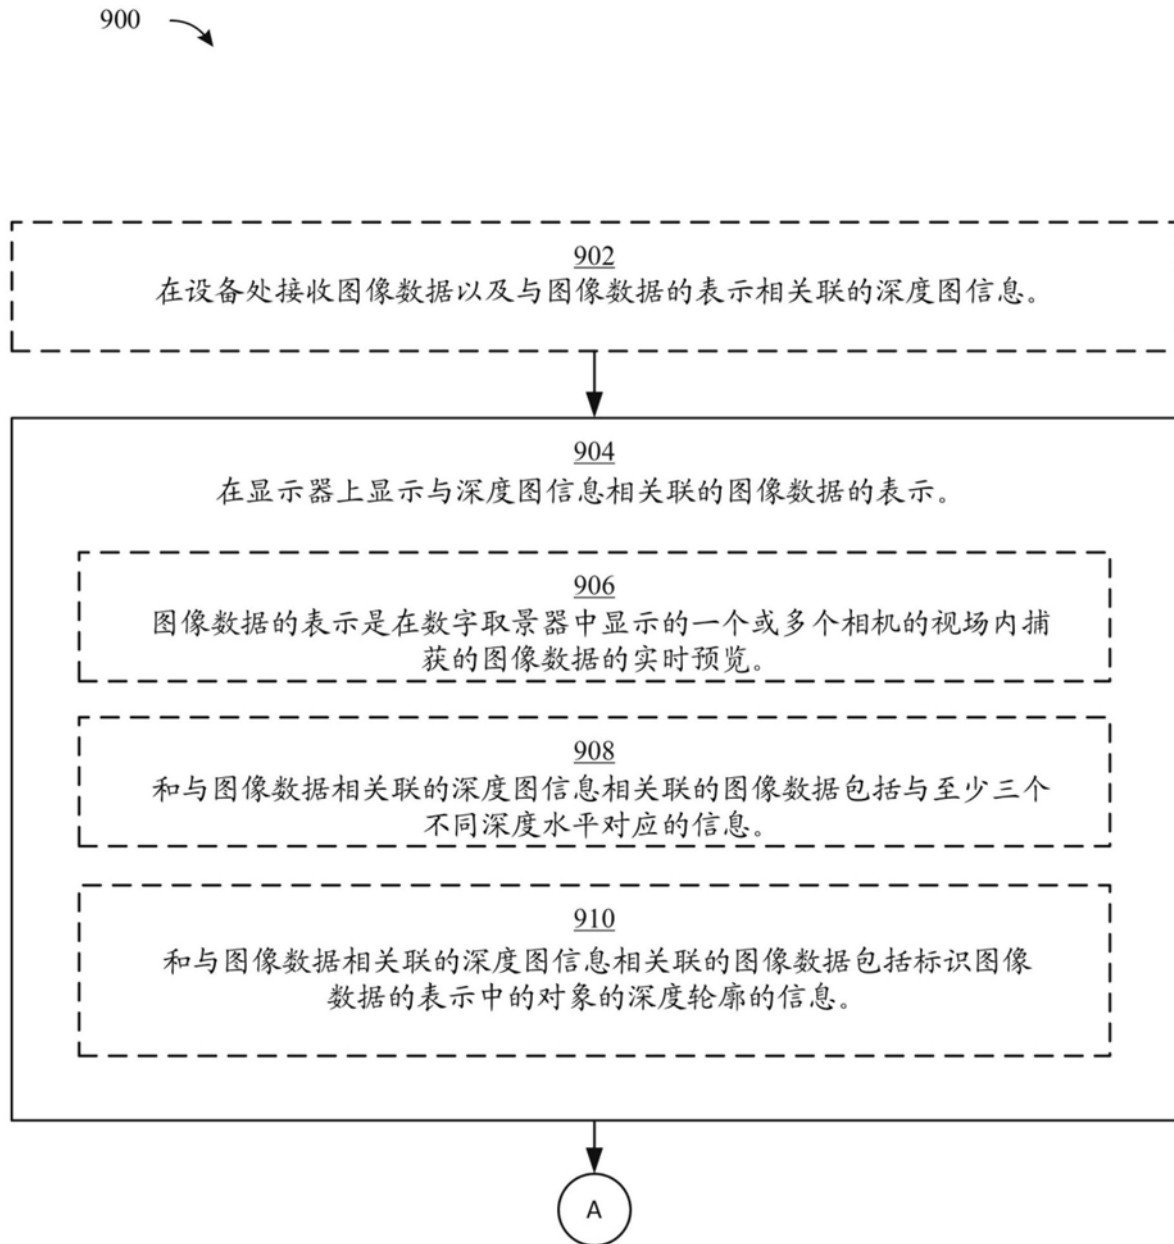 900
902
在设备处接收图像数据以及与图像数据的表示相关联的深度图信息。
904
在显示器上显示与深度图信息相关联的图像数据的表示。
906
图像数据的表示是在数字取景器中显示的一个或多个相机的视场内捕
获的图像数据的实时预览。
908
和与图像数据相关联的深度图信息相关联的图像数据包括与至少三个
不同深度水平对应的信息。
910
和与图像数据相关联的深度图信息相关联的图像数据包括标识图像
数据的表示中的对象的深度轮廓的信息。
A